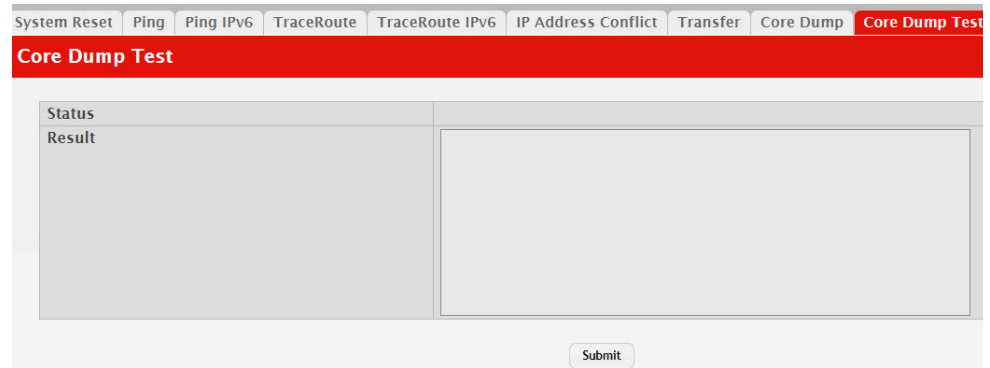 System Reset Ping Ping IPv6 TraceRoute TraceRoute IPv6 IP Address Conflict Transfer Core Dump Core Dump Test
Core Dump Test
Status
Result
Submit